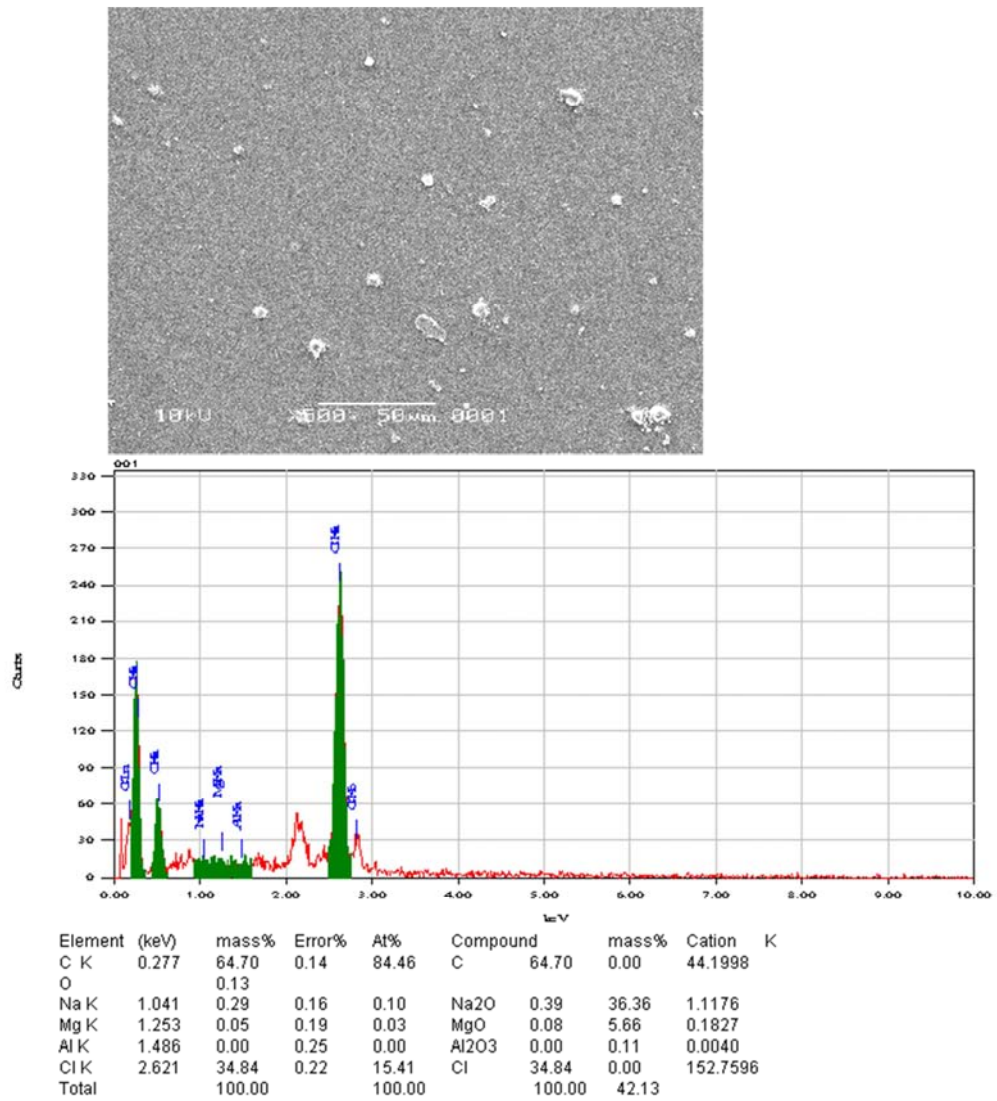 10kU X500 50µm 0001
001
330
300
270
240
210
180
150
120
90
60
30
0
Counts
0.00 1.00 2.00 3.00 4.00 5.00 6.00 7.00 8.00 9.00 10.00
keV
Element (keV) mass% Error% At% Compound mass% Cation K
C K 0.277 64.70 0.14 84.46 C 64.70 0.00 44.1998
O 0.13
Na K 1.041 0.29 0.16 0.10 Na2O 0.39 36.36 1.1176
Mg K 1.253 0.05 0.19 0.03 MgO 0.08 5.66 0.1827
Al K 1.486 0.00 0.25 0.00 Al2O3 0.00 0.11 0.0040
Cl K 2.621 34.84 0.22 15.41 Cl 34.84 0.00 152.7596
Total 100.00 100.00 100.00 42.13